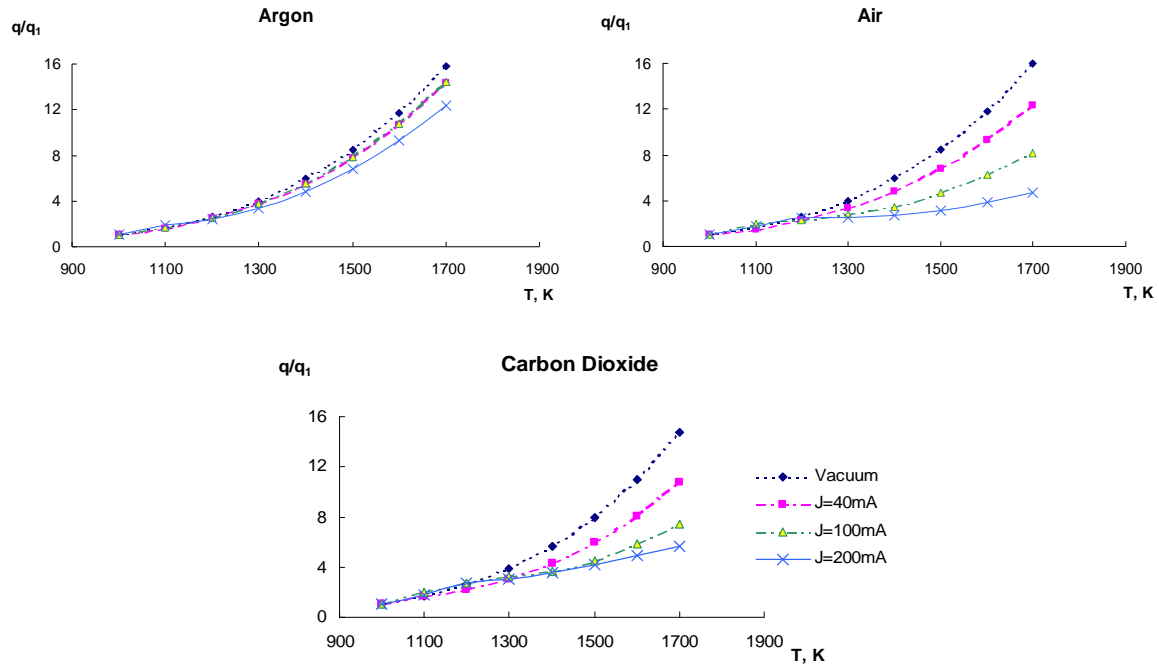 Argon
q/q1
16
12
8
4
0
900 1100 1300 1500 1700 1900
T, K
Air
q/q1
16
12
8
4
0
900 1100 1300 1500 1700 1900
T, K
Carbon Dioxide
q/q1
16
12
8
4
0
900 1100 1300 1500 1700 1900
T, K
Vacuum
J=40mA
J=100mA
J=200mA